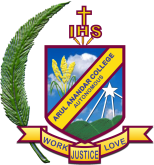 IHS
ARUL ANANDAR COLLEGE
AUTONOMOUS
WORK
JUSTICE
LOVE